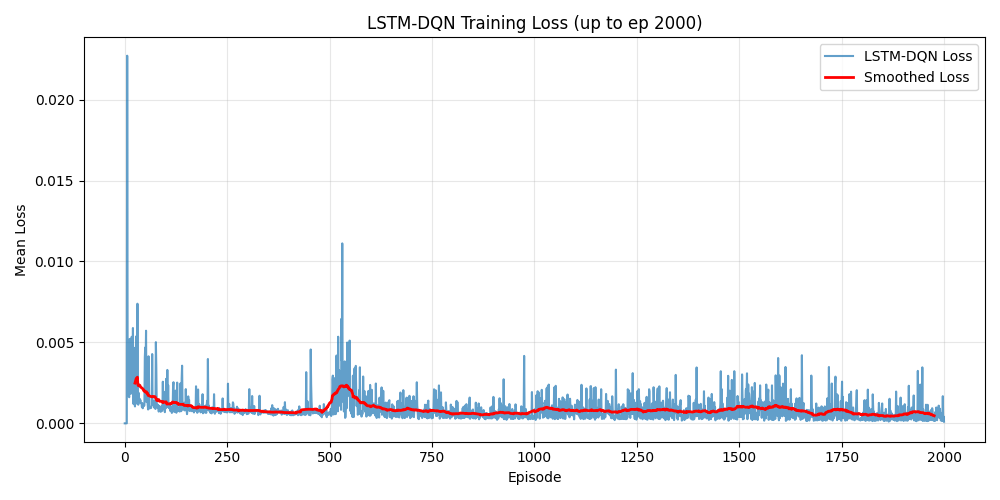 LSTM-DQN Training Loss (up to ep 2000)
LSTM-DQN Loss
Smoothed Loss
Mean Loss
0.020
0.015
0.010
0.005
0.000
0 250 500 750 1000 1250 1500 1750 2000
Episode